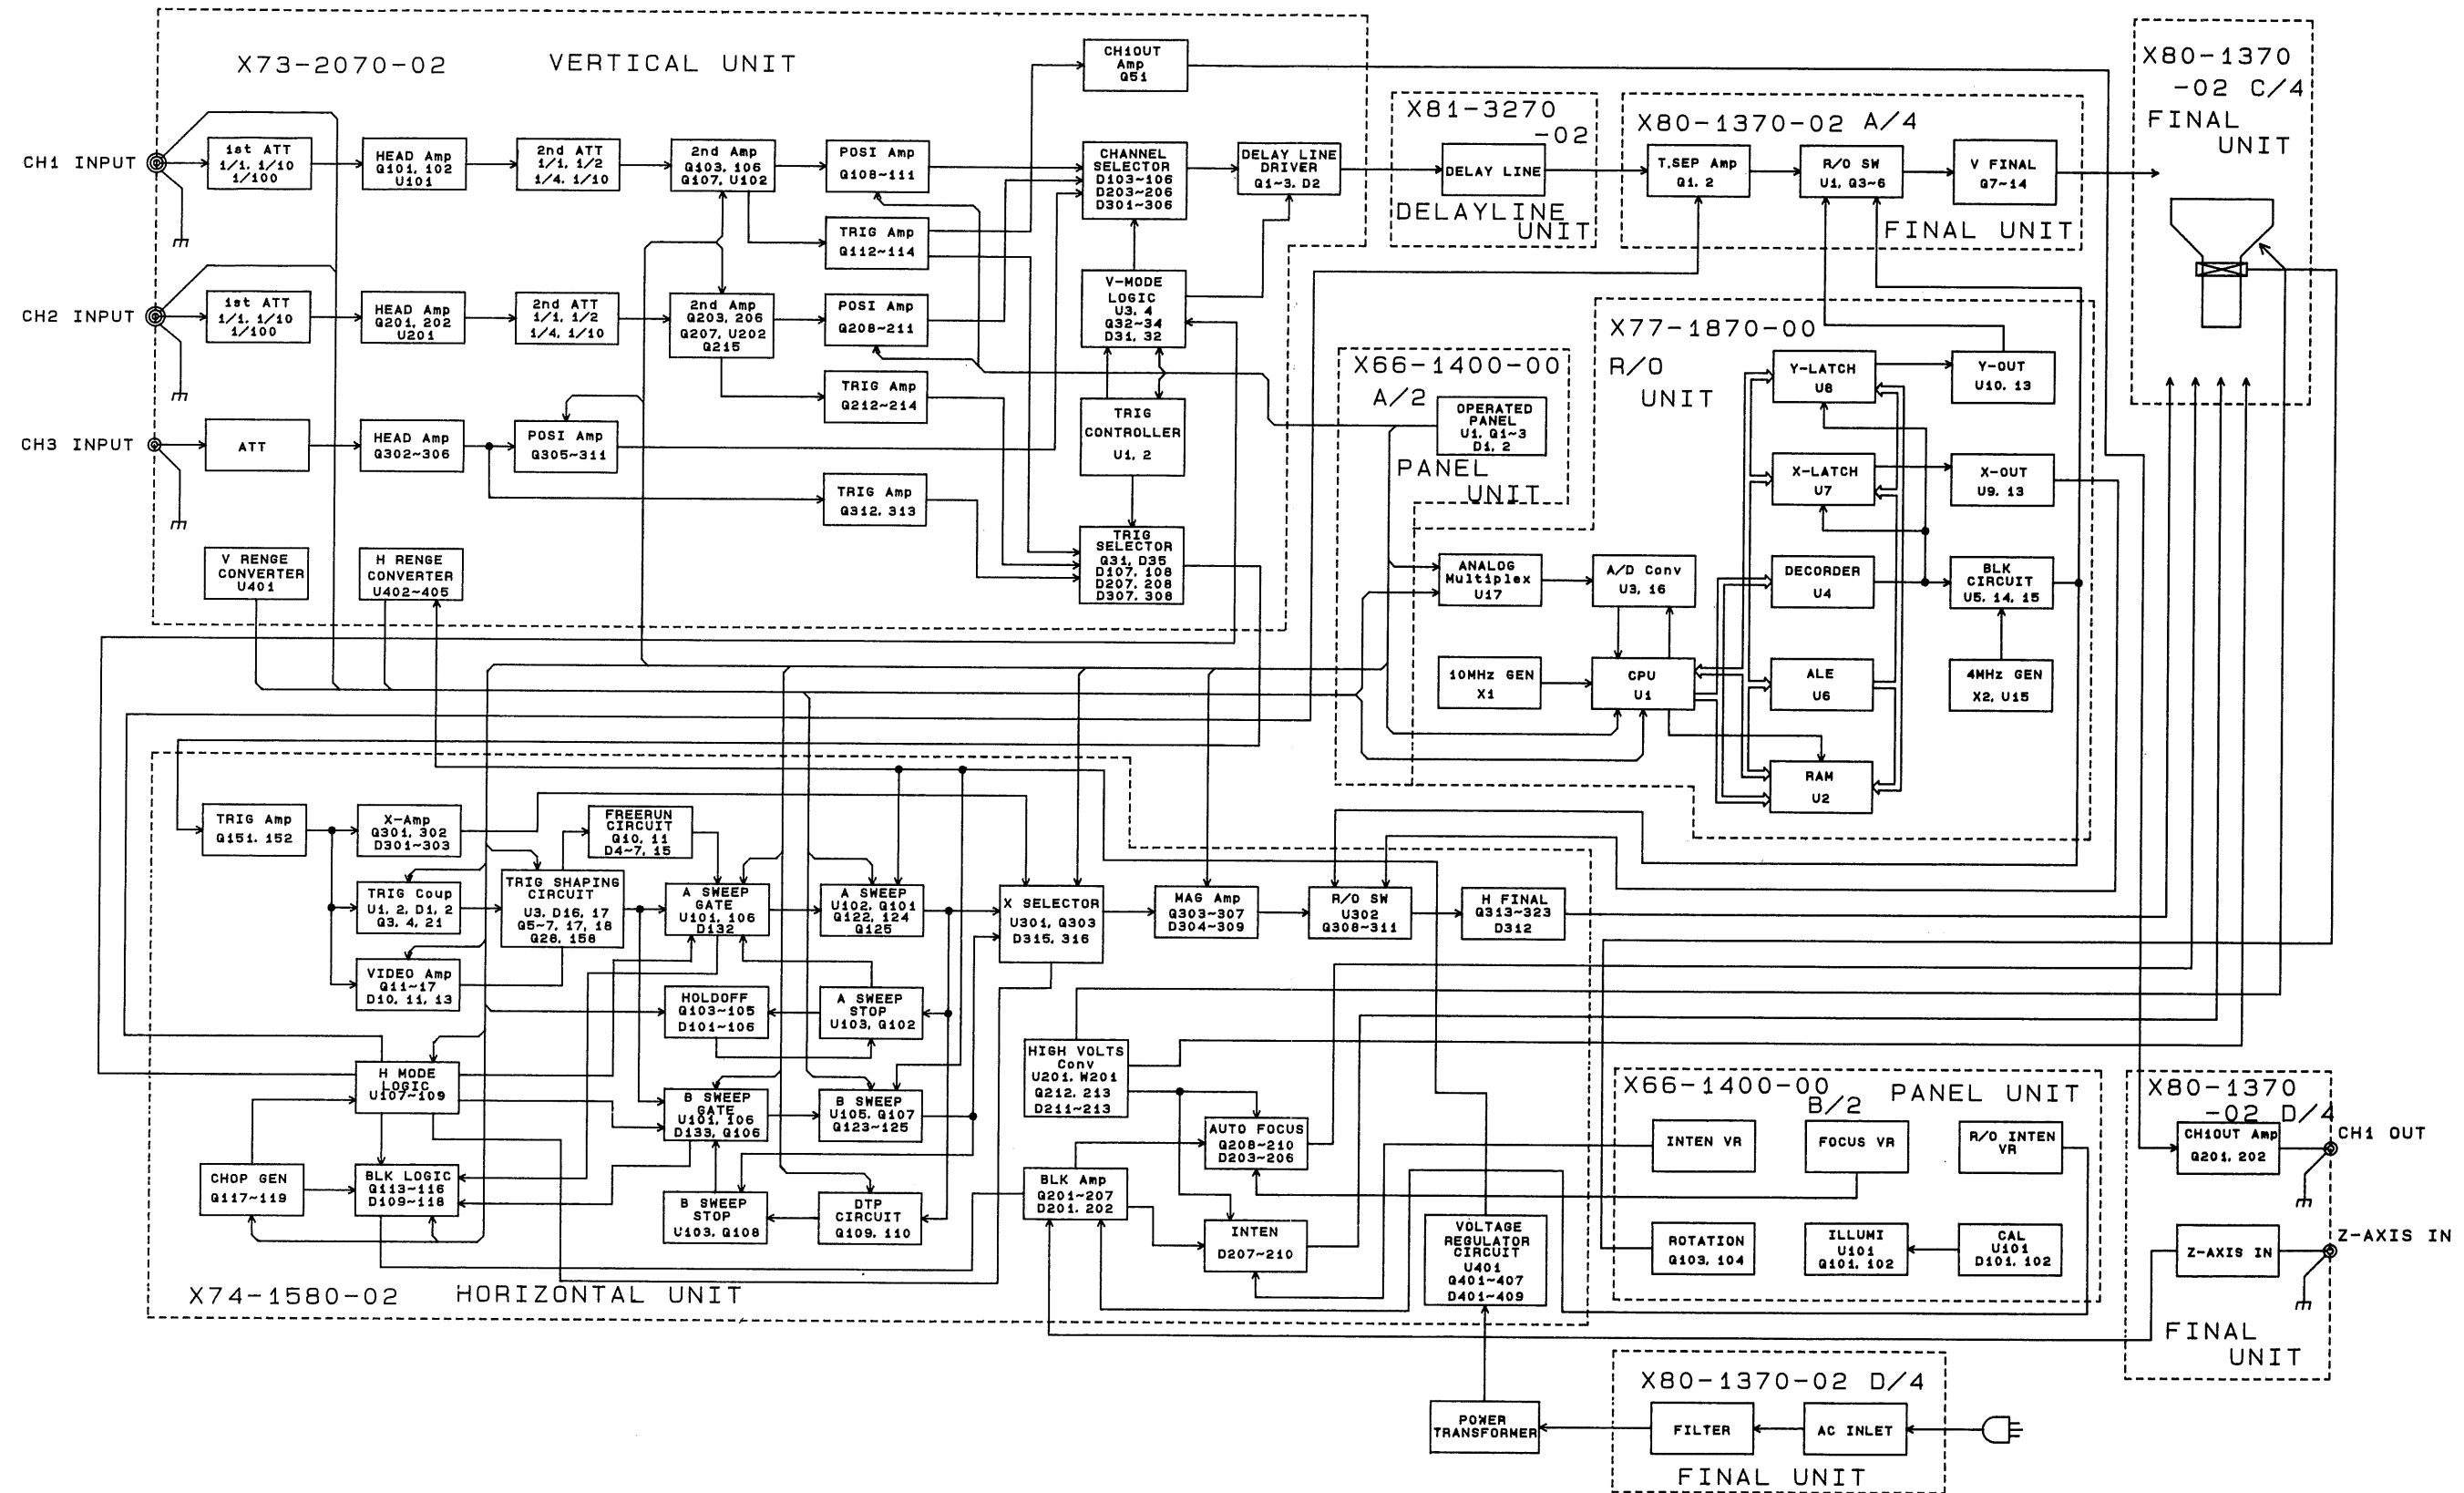 X73-2070-02
VERTICAL UNIT
CH1 INPUT
1st ATT
1/1, 1/10
1/100
HEAD Amp
Q101, 102
U101
2nd ATT
1/1, 1/2
1/4, 1/10
2nd Amp
Q103, 106
Q107, U102
POSI Amp
Q108~111
TRIG Amp
Q112~114
CH1OUT
Amp
Q51
CHANNEL
SELECTOR
D103~106
D203~206
D301~306
DELAY LINE
DRIVER
Q1~3, D2
CH2 INPUT
1st ATT
1/1, 1/10
1/100
HEAD Amp
Q201, 202
U201
2nd ATT
1/1, 1/2
1/4, 1/10
2nd Amp
Q203, 206
Q207, U202
Q215
POSI Amp
Q208~211
TRIG Amp
Q212~214
V-MODE
LOGIC
U3, 4
Q32~34
D31, 32
TRIG
CONTROLLER
U1, 2
CH3 INPUT
ATT
HEAD Amp
Q302~306
POSI Amp
Q305~311
TRIG Amp
Q312, 313
TRIG
SELECTOR
Q31, D35
D107, 108
D207, 208
D307, 308
V RENGE
CONVERTER
U401
H RENGE
CONVERTER
U402~405
X81-3270
-02
DELAY LINE
DELAYLINE
UNIT
X80-1370-02 A/4
T.SEP Amp
Q1, 2
R/O SW
U1, Q3~6
V FINAL
Q7~14
FINAL UNIT
X80-1370
-02 C/4
FINAL
UNIT
X66-1400-00
A/2
OPERATED
PANEL
U1, Q1~3
D1, 2
PANEL
UNIT
X77-1870-00
R/O
UNIT
Y-LATCH
U8
Y-OUT
U10, 13
X-LATCH
U7
X-OUT
U9, 13
ANALOG
Multiplex
U17
A/D Conv
U3, 16
DECORDER
U4
BLK
CIRCUIT
U5, 14, 15
10MHz GEN
X1
CPU
U1
ALE
U6
4MHz GEN
X2, U15
RAM
U2
TRIG Amp
Q151, 152
X-Amp
Q301, 302
D301~303
FREERUN
CIRCUIT
Q10, 11
D4~7, 15
TRIG Coup
U1, 2, D1, 2
Q3, 4, 21
TRIG SHAPING
CIRCUIT
U3, D16, 17
Q5~7, 17, 18
Q28, 158
A SWEEP
GATE
U101, 106
D132
A SWEEP
U102, Q101
Q122, 124
Q125
X SELECTOR
U301, Q303
D315, 316
MAG Amp
Q303~307
D304~309
R/O SW
U302
Q308~311
H FINAL
Q313~323
D312
VIDEO Amp
Q11~17
D10, 11, 13
HOLDOFF
Q103~105
D101~106
A SWEEP
STOP
U103, Q102
H MODE
LOGIC
U107~109
B SWEEP
GATE
U101, 106
D133, Q106
B SWEEP
U105, Q107
Q123~125
HIGH VOLTS
Conv
U201, W201
Q212, 213
D211~213
AUTO FOCUS
Q208~210
D203~206
CHOP GEN
Q117~119
BLK LOGIC
Q113~116
D109~118
B SWEEP
STOP
U103, Q108
DTP
CIRCUIT
Q109, 110
BLK Amp
Q201~207
D201, 202
INTEN
D207~210
VOLTAGE
REGULATOR
CIRCUIT
U401
Q401~407
D401~409
X74-1580-02
HORIZONTAL UNIT
X66-1400-00
B/2
PANEL UNIT
INTEN VR
FOCUS VR
R/O INTEN
VR
ROTATION
Q103, 104
ILLUMI
U101
Q101, 102
CAL
U101
D101, 102
X80-1370
-02 D/4
CH1OUT Amp
Q201, 202
CH1 OUT
Z-AXIS IN
Z-AXIS IN
FINAL
UNIT
X80-1370-02 D/4
POWER
TRANSFORMER
FILTER
AC INLET
FINAL UNIT